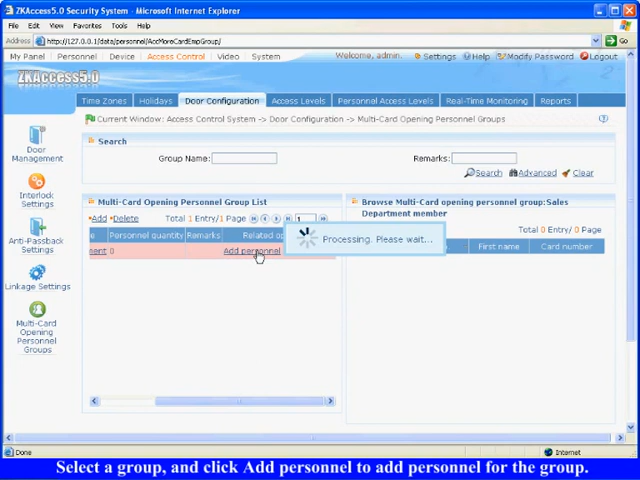 ZKAccess5.0 Security System - Microsoft Internet Explorer
File Edit View Favorites Tools Help
Address http://127.0.0.1/data/personnel/AccMoreCardEmpGroup/ Go
My Panel Personnel Device Access Control Video System Welcome, admin. Settings Help Modify Password Logout
ZKAccess5.0
Time Zones Holidays Door Configuration Access Levels Personnel Access Levels Real-Time Monitoring Reports
Current Window: Access Control System -> Door Configuration -> Multi-Card Opening Personnel Groups
Door
Management
Interlock
Settings
Anti-Passback
Settings
Linkage Settings
Multi-Card
Opening
Personnel
Groups
Search
Group Name: Remarks:
Search Advanced Clear
Multi-Card Opening Personnel Group List
Add Delete Total 1 Entry/1 Page 1
e Personnel quantity Remarks Related op
ment 0 Add personnel
Browse Multi-Card opening personnel group:Sales
Department member
Total 0 Entry/ 0 Page
First name Card number
Processing. Please wait...
Done Internet
Select a group, and click Add personnel to add personnel for the group.